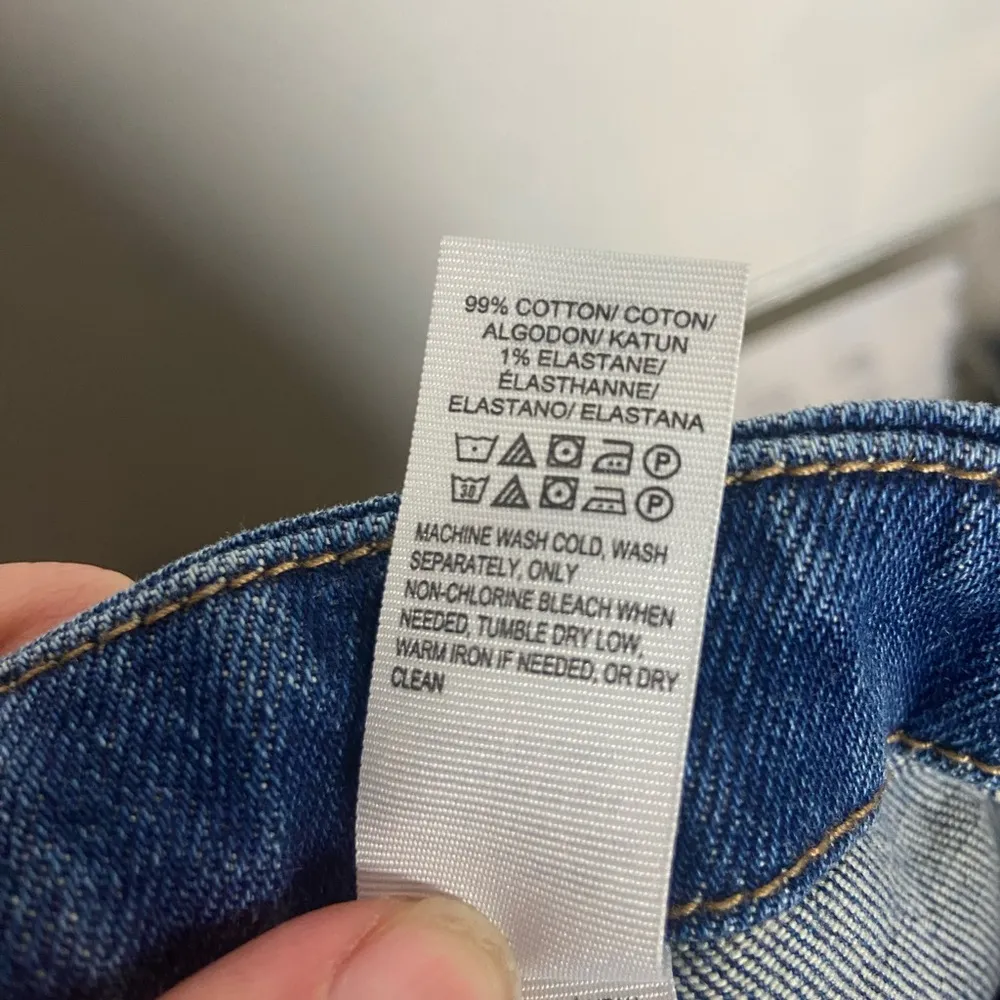 99% COTTON/ COTON/
ALGODON/ KATUN
1% ELASTANE/
ÉLASTHANNE/
ELASTANO/ ELASTANA
P
30 P
MACHINE WASH COLD, WASH
SEPARATELY, ONLY
NON-CHLORINE BLEACH WHEN
NEEDED, TUMBLE DRY LOW,
WARM IRON IF NEEDED, OR DRY
CLEAN